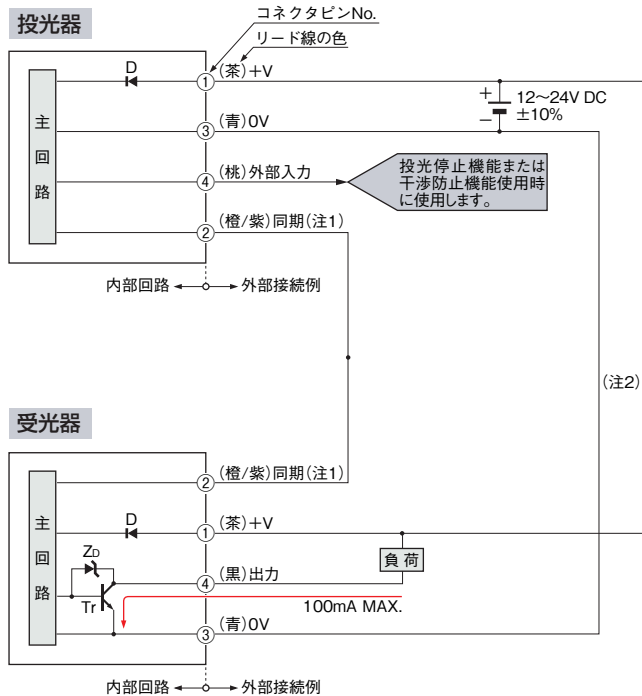 投光器
コネクタピンNo.
リード線の色
主回路
D
① (茶)+V
③ (青)0V
④ (桃)外部入力
② (橙/紫)同期(注1)
+
−
12～24V DC
±10%
投光停止機能または
干渉防止機能使用時
に使用します。
内部回路 外部接続例
(注2)
受光器
主回路
② (橙/紫)同期(注1)
D
① (茶)+V
負荷
ZD
Tr
④ (黒)出力
100mA MAX.
③ (青)0V
内部回路 外部接続例